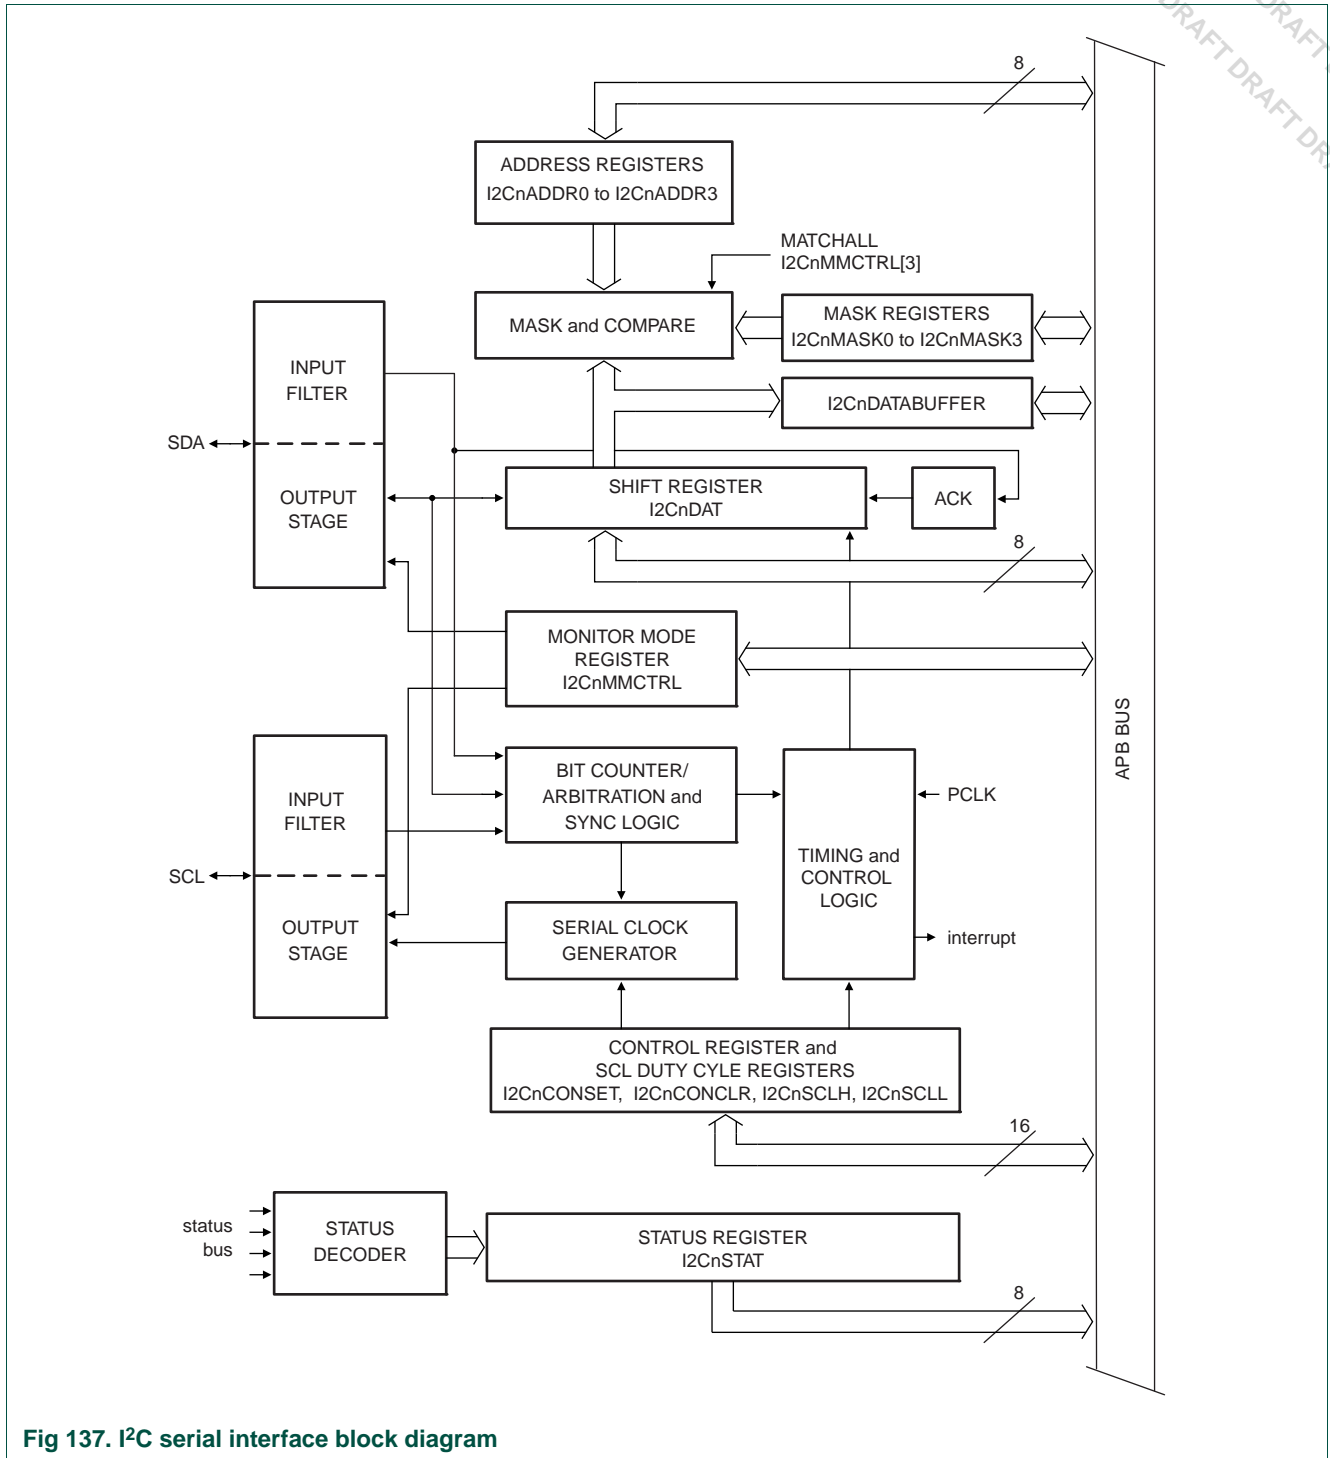 DRAFT DRAFT DRAFT
DRAFT
8
ADDRESS REGISTERS
I2CnADDR0 to I2CnADDR3
MATCHALL
I2CnMMCTRL[3]
MASK and COMPARE
MASK REGISTERS
I2CnMASK0 to I2CnMASK3
INPUT
FILTER
I2CnDATABUFFER
SDA
OUTPUT
STAGE
SHIFT REGISTER
I2CnDAT
ACK
8
MONITOR MODE
REGISTER
I2CnMMCTRL
APB BUS
BIT COUNTER/
ARBITRATION and
SYNC LOGIC
PCLK
INPUT
FILTER
TIMING and
CONTROL
LOGIC
SCL
OUTPUT
STAGE
SERIAL CLOCK
GENERATOR
interrupt
CONTROL REGISTER and
SCL DUTY CYLE REGISTERS
I2CnCONSET, I2CnCONCLR, I2CnSCLH, I2CnSCLL
16
status
bus
STATUS
DECODER
STATUS REGISTER
I2CnSTAT
8
Fig 137. I²C serial interface block diagram